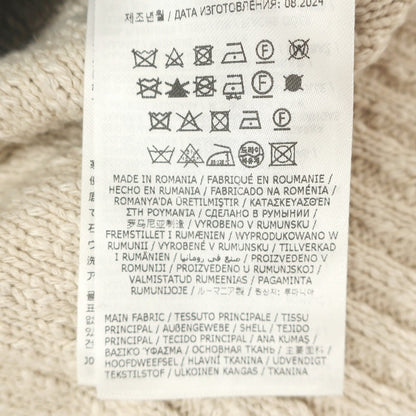 제조년월 / ДАТА ИЗГОТОВЛЕНИЯ: 08.2024
MADE IN ROMANIA / FABRIQUÉ EN ROUMANIE /
HECHO EN RUMANIA / FABRICADO NA ROMÉNIA /
ROMANYA'DA ÜRETILMIŞTIR / ΚΑΤΑΣΚΕΥΑΣΘΕΝ
ΣΤΗ ΡΟΥΜΑΝΙΑ / СДЕЛАНО В РУМЫНИИ /
罗马尼亚制造 / VYROBENO V RUMUNSKU /
FREMSTILLET I RUMÆNIEN / WYPRODUKOWANO W
RUMUNII / VYROBENÉ V RUMUNSKU / TILLVERKAD
I RUMÄNIEN / صنع في رومانيا / PROIZVEDENO V
ROMUNIJI / PROIZVEDENO U RUMUNJSKOJ /
VALMISTATUD RUMEENIAS / PAGAMINTA
RUMUNIJOJE / ルーマニア製 / 원산지: 루마니아
MAIN FABRIC / TESSUTO PRINCIPALE / TISSU
PRINCIPAL / AUßENGEWEBE / SHELL / TEJIDO
PRINCIPAL / TECIDO PRINCIPAL / ANA KUMAŞ /
ΒΑΣΙΚΌ ΎΦΑΣΜΑ / ОСНОВНАЯ ТКАНЬ / 主要面料 /
HOOFDWEEFSEL / HLAVNÍ TKANINA / UDVENDIGT
TEKSTILSTOF / ULKOINEN KANGAS / TKANINA